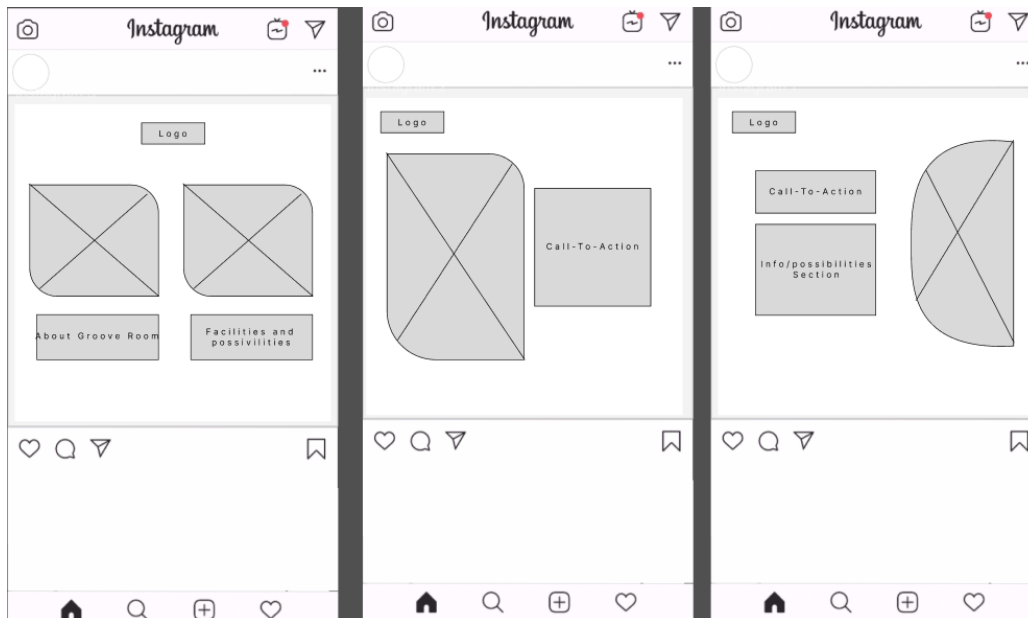 Instagram
Logo
About Groove Room
Facilities and
possivilities
Instagram
Logo
Call-To-Action
Instagram
Logo
Call-To-Action
Info/possibilities
Section